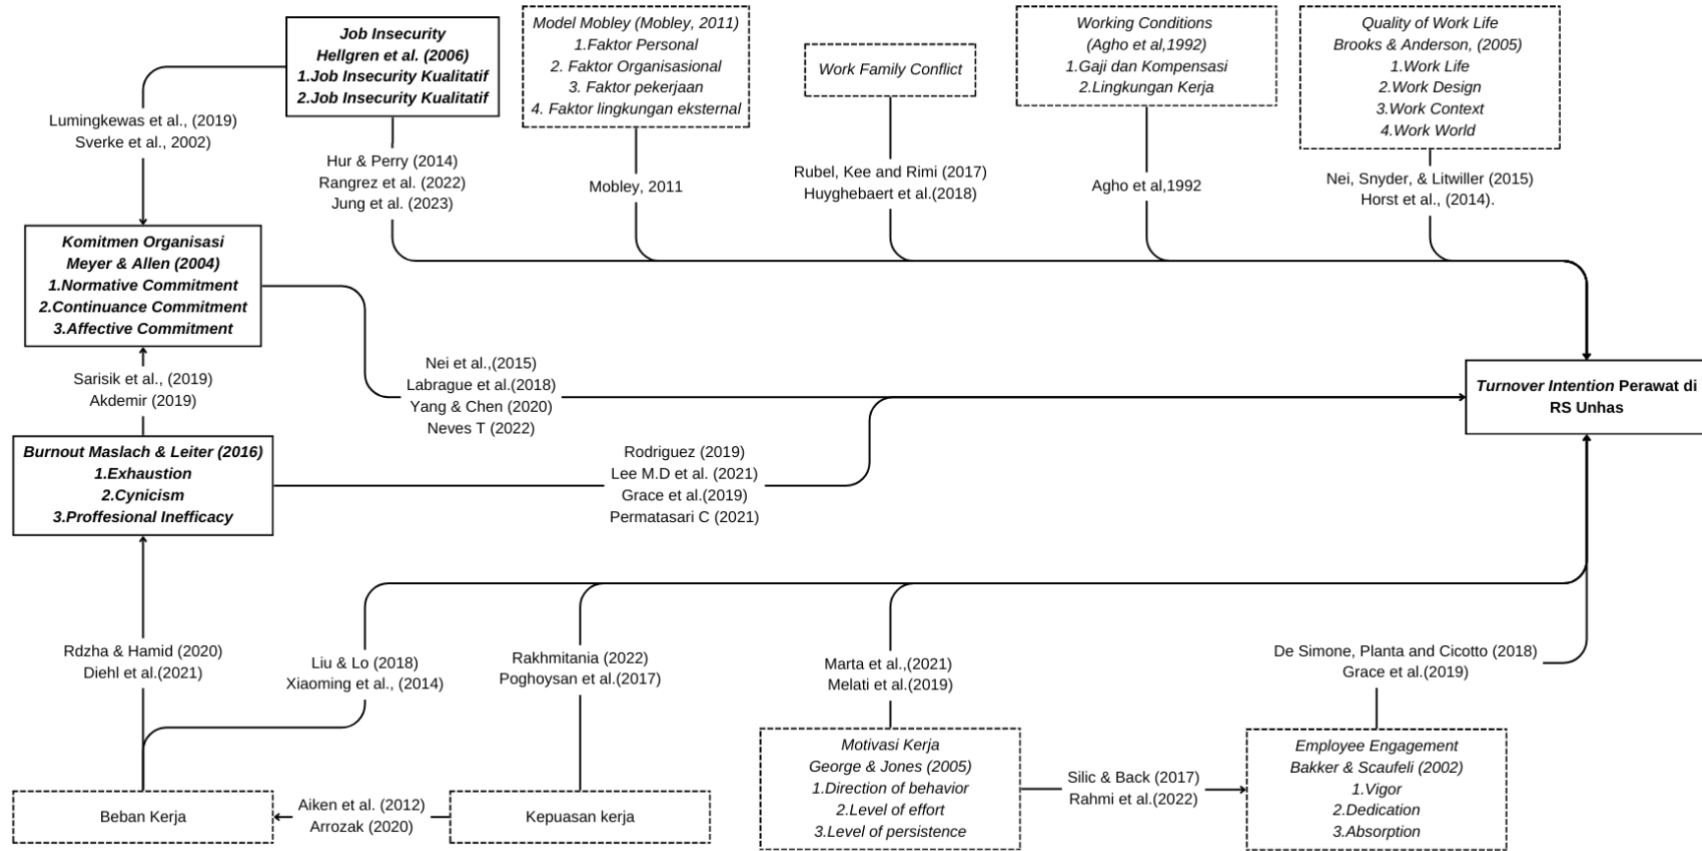 Job Insecurity
Hellgren et al. (2006)
1.Job Insecurity Kualitatif
2.Job Insecurity Kualitatif
Model Mobley (Mobley, 2011)
1.Faktor Personal
2. Faktor Organisasional
3. Faktor pekerjaan
4. Faktor lingkungan eksternal
Work Family Conflict
Working Conditions
(Agho et al,1992)
1.Gaji dan Kompensasi
2.Lingkungan Kerja
Quality of Work Life
Brooks & Anderson, (2005)
1.Work Life
2.Work Design
3.Work Context
4.Work World
Lumingkewas et al., (2019)
Sverke et al., 2002)
Hur & Perry (2014)
Rangrez et al. (2022)
Jung et al. (2023)
Mobley, 2011
Rubel, Kee and Rimi (2017)
Huyghebaert et al.(2018)
Agho et al,1992
Nei, Snyder, & Litwiller (2015)
Horst et al., (2014).
Komitmen Organisasi
Meyer & Allen (2004)
1.Normative Commitment
2.Continuance Commitment
3.Affective Commitment
Nei et al.,(2015)
Labrague et al.(2018)
Yang & Chen (2020)
Neves T (2022)
Turnover Intention Perawat di
RS Unhas
Sarisik et al., (2019)
Akdemir (2019)
Burnout Maslach & Leiter (2016)
1.Exhaustion
2.Cynicism
3.Proffesional Inefficacy
Rodriguez (2019)
Lee M.D et al. (2021)
Grace et al.(2019)
Permatasari C (2021)
Rdzha & Hamid (2020)
Diehl et al.(2021)
Liu & Lo (2018)
Xiaoming et al., (2014)
Rakhmitania (2022)
Poghoysan et al.(2017)
Marta et al.,(2021)
Melati et al.(2019)
De Simone, Planta and Cicotto (2018)
Grace et al.(2019)
Beban Kerja
Aiken et al. (2012)
Arrozak (2020)
Kepuasan kerja
Motivasi Kerja
George & Jones (2005)
1.Direction of behavior
2.Level of effort
3.Level of persistence
Silic & Back (2017)
Rahmi et al.(2022)
Employee Engagement
Bakker & Scaufeli (2002)
1.Vigor
2.Dedication
3.Absorption